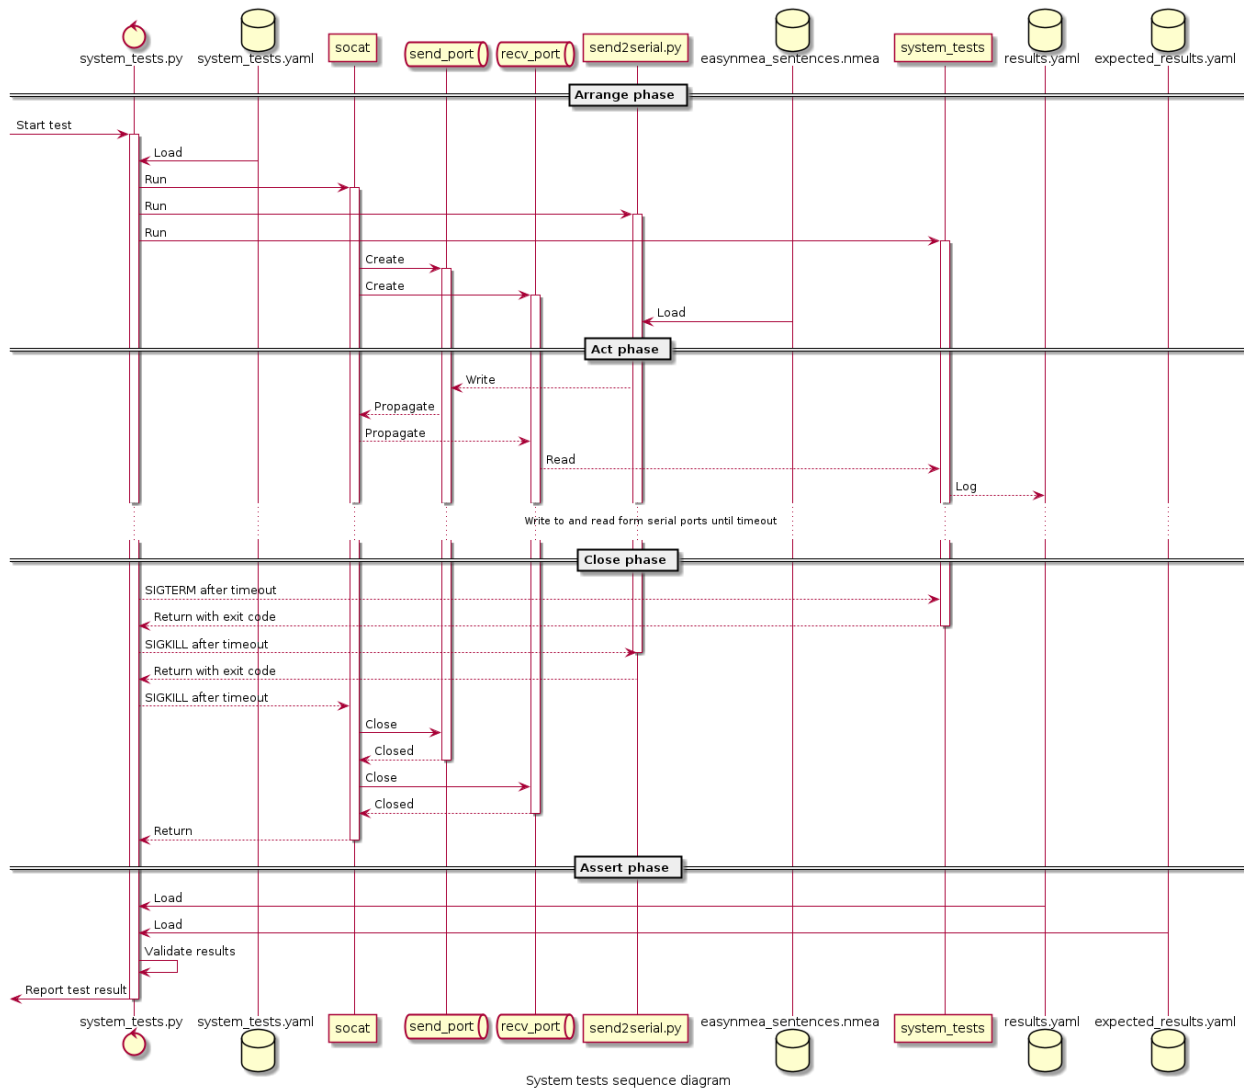 system_tests.py
system_tests.yaml
socat
send_port
recv_port
send2serial.py
easynmea_sentences.nmea
system_tests
results.yaml
expected_results.yaml
Arrange phase
Start test
Load
Run
Run
Run
Create
Create
Load
Act phase
Write
Propagate
Propagate
Read
Log
Write to and read form serial ports until timeout
Close phase
SIGTERM after timeout
Return with exit code
SIGKILL after timeout
Return with exit code
SIGKILL after timeout
Close
Closed
Close
Closed
Return
Assert phase
Load
Load
Validate results
Report test result
system_tests.py
system_tests.yaml
socat
send_port
recv_port
send2serial.py
easynmea_sentences.nmea
system_tests
results.yaml
expected_results.yaml
System tests sequence diagram